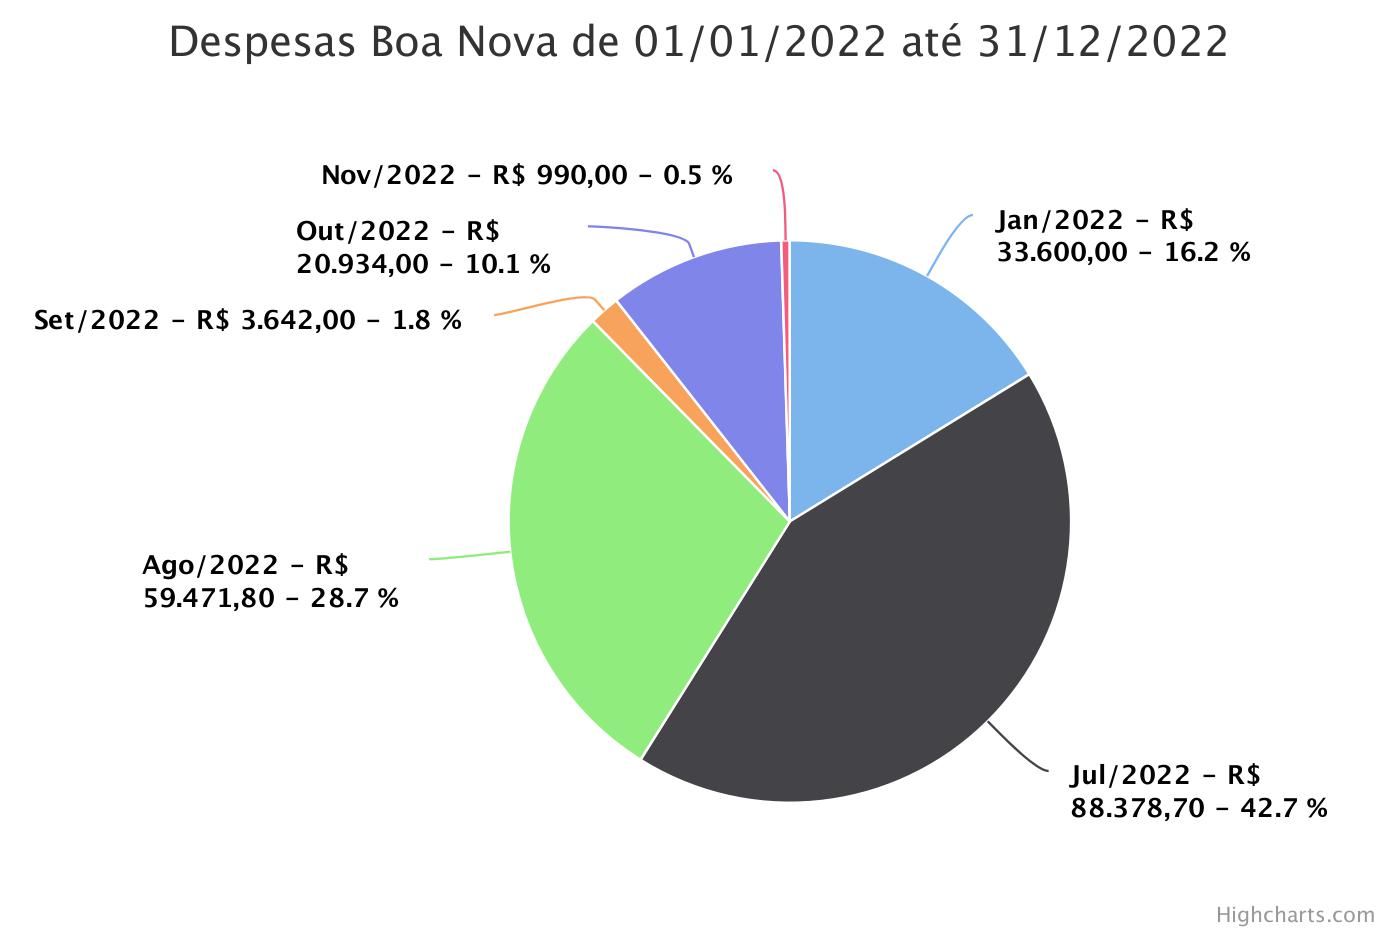 Despesas Boa Nova de 01/01/2022 até 31/12/2022
Nov/2022 – R$ 990,00 – 0.5 %
Jan/2022 – R$
33.600,00 – 16.2 %
Out/2022 – R$
20.934,00 – 10.1 %
Set/2022 – R$ 3.642,00 – 1.8 %
Ago/2022 – R$
59.471,80 – 28.7 %
Jul/2022 – R$
88.378,70 – 42.7 %
Highcharts.com